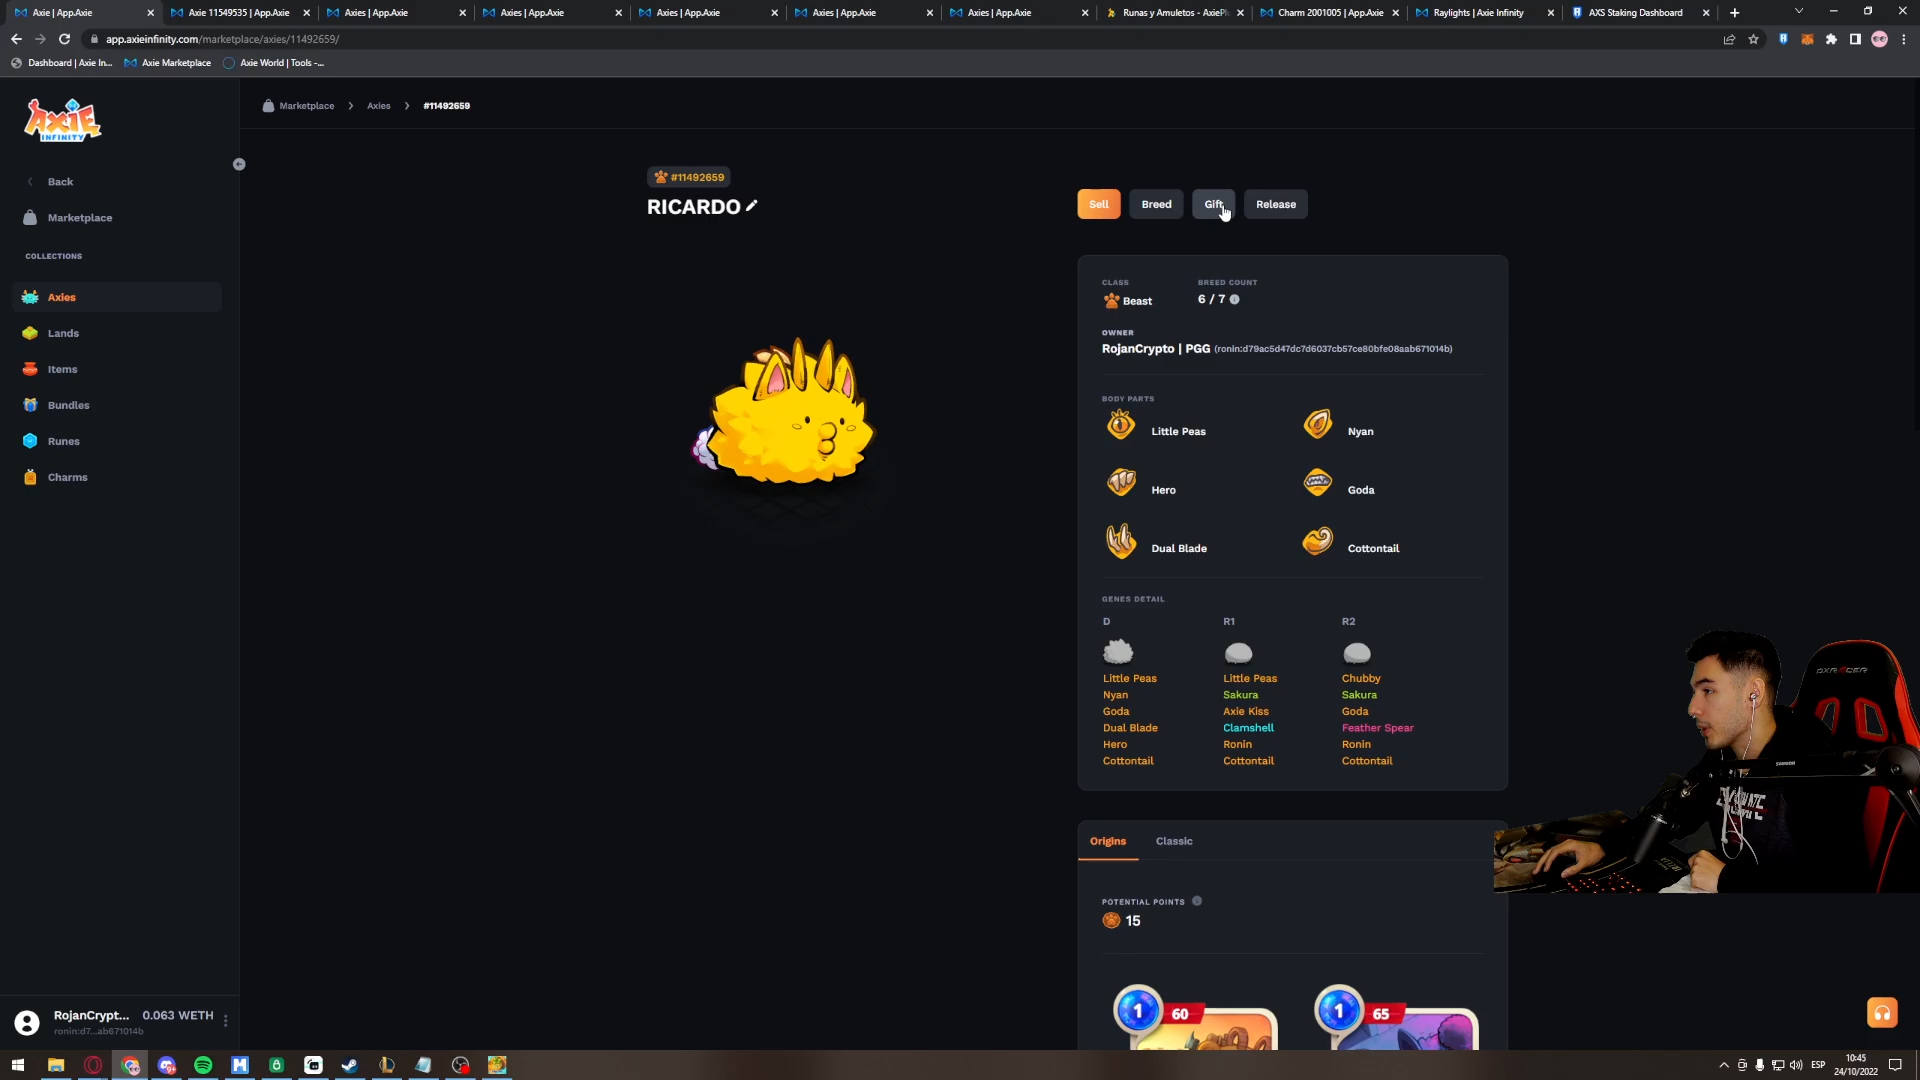 Axie | App.Axie
Axie 11549535 | App.Axie
Axies | App.Axie
Axies | App.Axie
Axies | App.Axie
Axies | App.Axie
Axies | App.Axie
Runas y Amuletos - AxiePl
Charm 2001005 | App.Axie
Raylights | Axie Infinity
AXS Staking Dashboard
app.axieinfinity.com/marketplace/axies/11492659/
Dashboard | Axie In...
Axie Marketplace
Axie World | Tools -...
AXIE
INFINITY
Marketplace > Axies > #11492659
Back
Marketplace
COLLECTIONS
Axies
Lands
Items
Bundles
Runes
Charms
#11492659
RICARDO
Sell
Breed
Gift
Release
CLASS
BREED COUNT
Beast
6 / 7
OWNER
RojanCrypto | PGG (ronin:d79ac5d47dc7d6037cb57ce80bfe08aab671014b)
BODY PARTS
Little Peas
Nyan
Hero
Goda
Dual Blade
Cottontail
GENES DETAIL
D R1 R2
Little Peas Little Peas Chubby
Nyan Sakura Sakura
Goda Axie Kiss Goda
Dual Blade Clamshell Feather Spear
Hero Ronin Ronin
Cottontail Cottontail Cottontail
Origins
Classic
POTENTIAL POINTS
15
1 60
1 65
DXRACER
SAMSON
RojanCrypt... 0.063 WETH
ronin:d7...ab671014b
ESP
10:45
24/10/2022